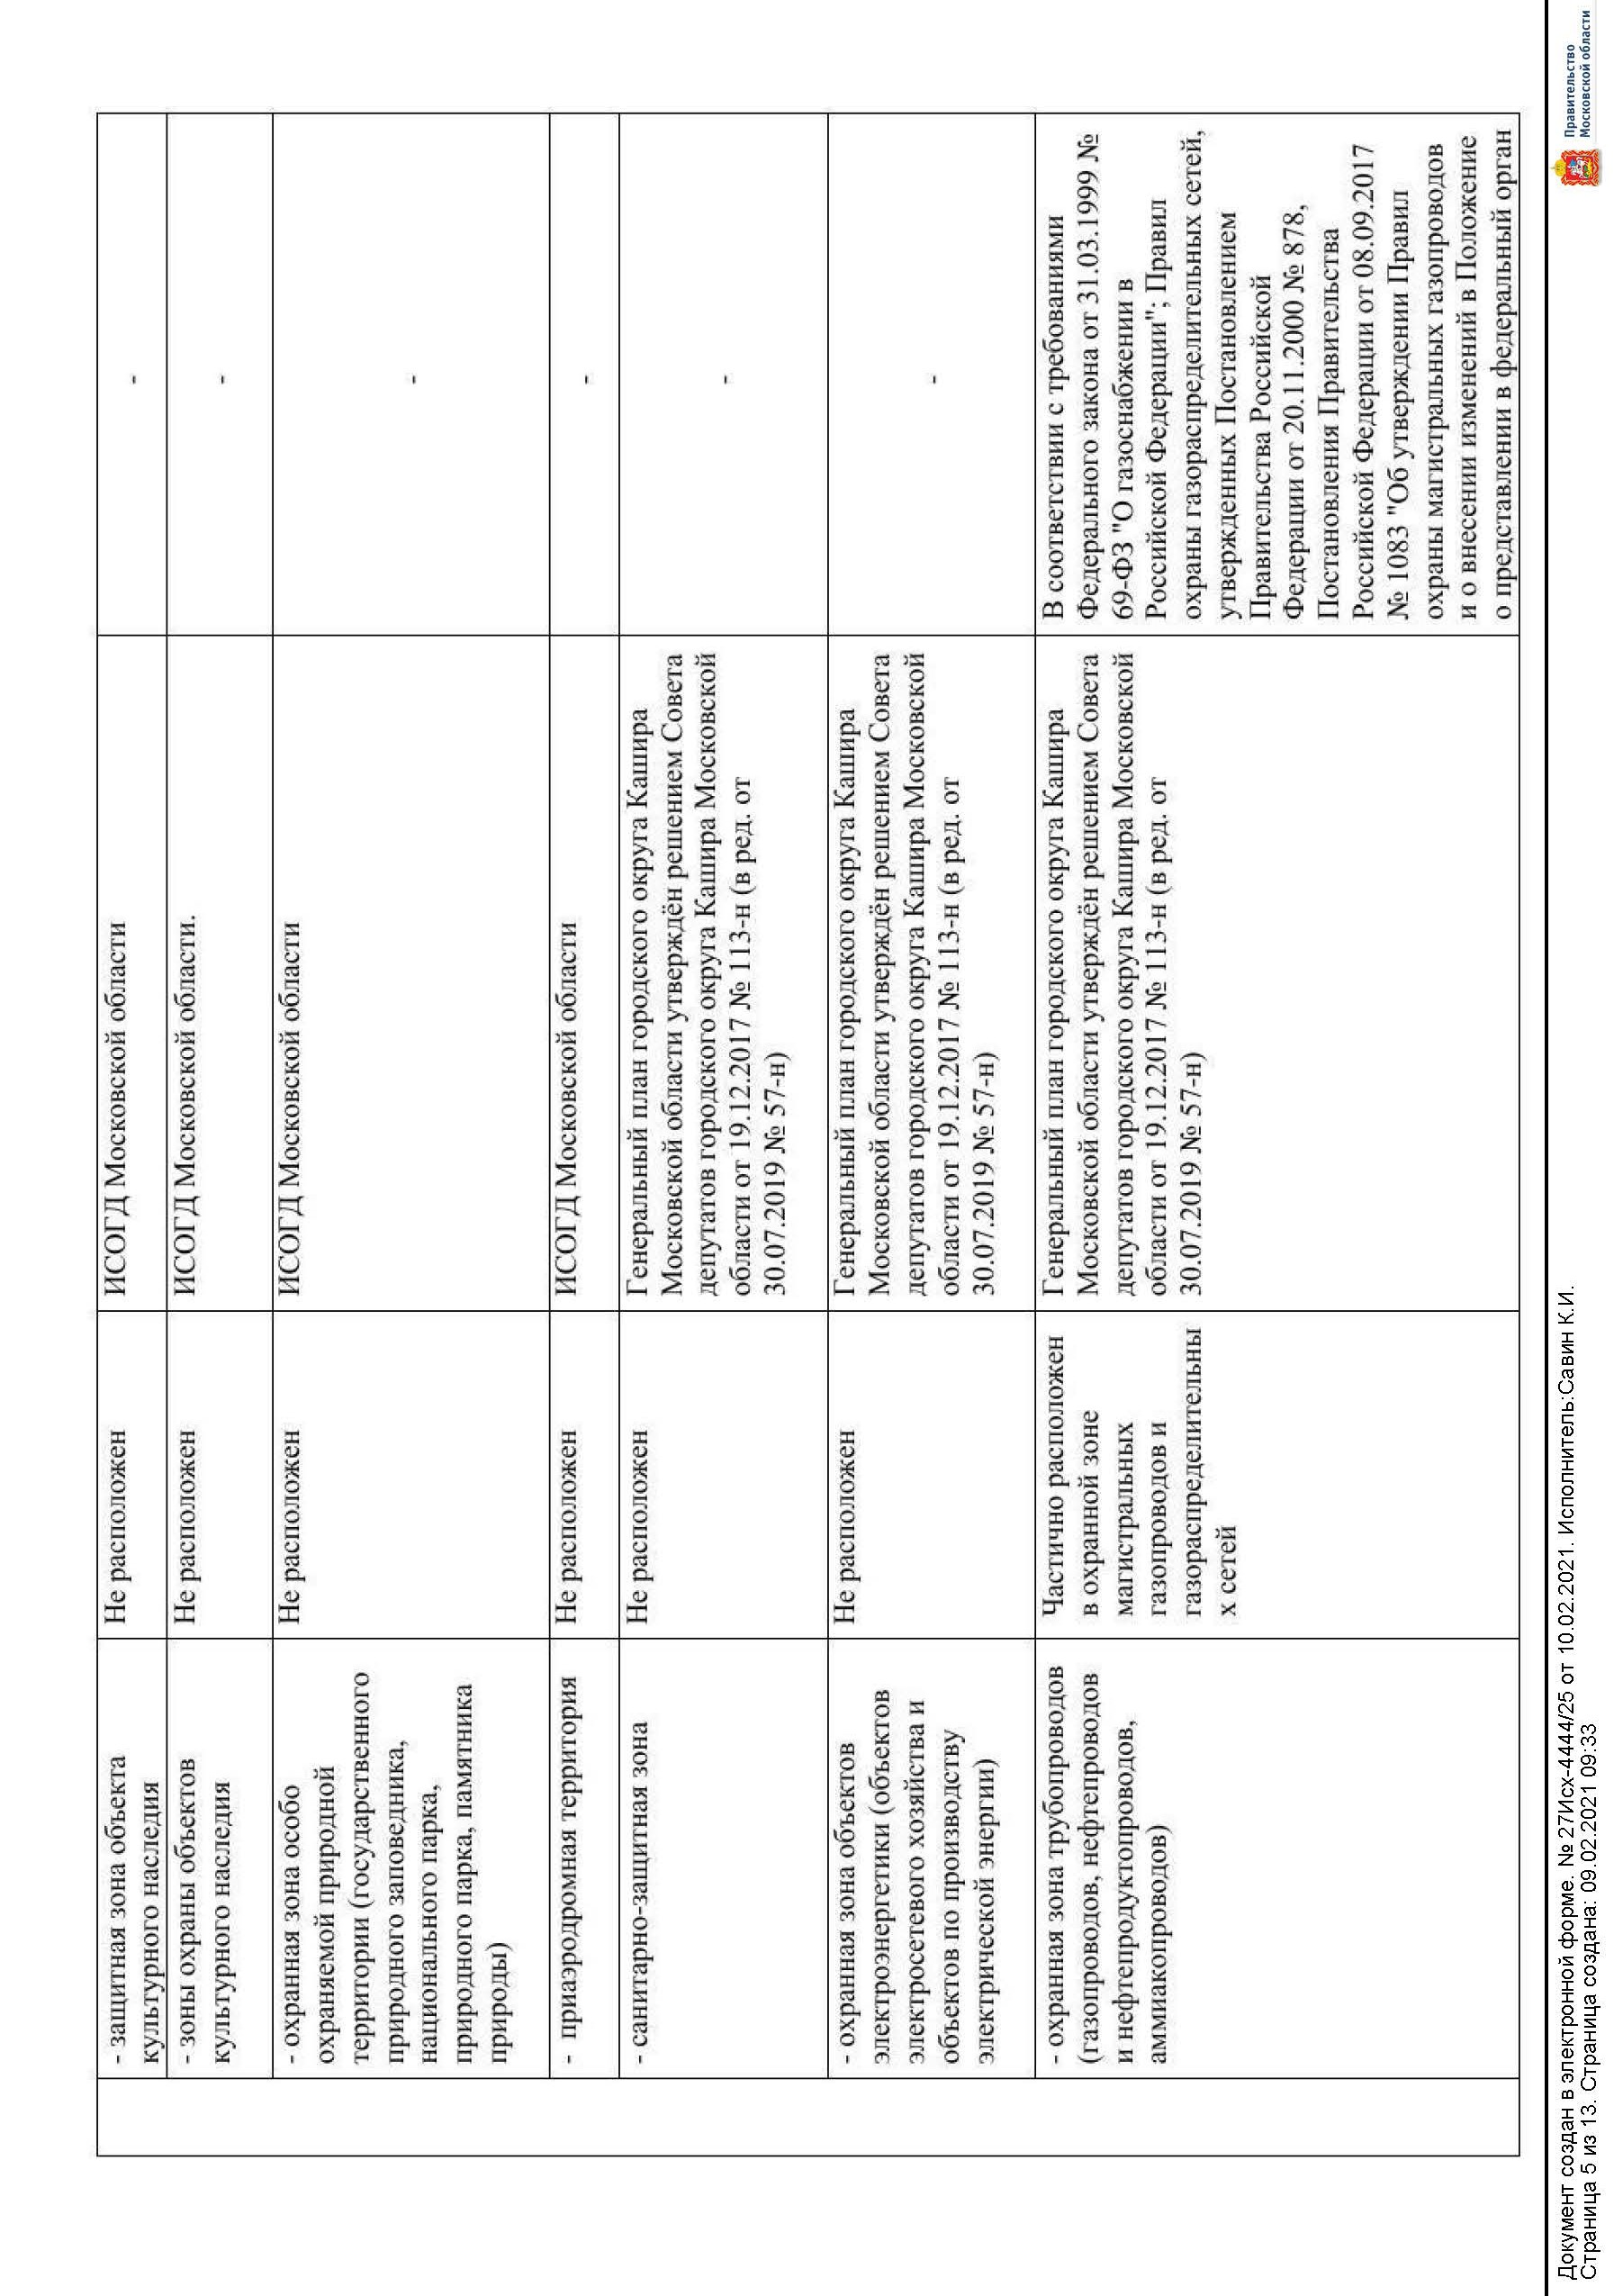 - защитная зона объекта
культурного наследия
Не расположен
ИСОГД Московской области
-
- зоны охраны объектов
культурного наследия
Не расположен
ИСОГД Московской области.
-
- охранная зона особо
охраняемой природной
территории (государственного
природного заповедника,
национального парка,
природного парка, памятника
природы)
Не расположен
ИСОГД Московской области
-
- приаэродромная территория
Не расположен
ИСОГД Московской области
-
- санитарно-защитная зона
Не расположен
Генеральный план городского округа Кашира
Московской области утверждён решением Совета
депутатов городского округа Кашира Московской
области от 19.12.2017 № 113-н (в ред. от
30.07.2019 № 57-н)
-
- охранная зона объектов
электроэнергетики (объектов
электросетевого хозяйства и
объектов по производству
электрической энергии)
Не расположен
Генеральный план городского округа Кашира
Московской области утверждён решением Совета
депутатов городского округа Кашира Московской
области от 19.12.2017 № 113-н (в ред. от
30.07.2019 № 57-н)
-
- охранная зона трубопроводов
(газопроводов, нефтепроводов
и нефтепродуктопроводов,
аммиакопроводов)
Частично расположен
в охранной зоне
магистральных
газопроводов и
газораспределительны
х сетей
Генеральный план городского округа Кашира
Московской области утверждён решением Совета
депутатов городского округа Кашира Московской
области от 19.12.2017 № 113-н (в ред. от
30.07.2019 № 57-н)
В соответствии с требованиями
Федерального закона от 31.03.1999 №
69-ФЗ "О газоснабжении в
Российской Федерации"; Правил
охраны газораспределительных сетей,
утвержденных Постановлением
Правительства Российской
Федерации от 20.11.2000 № 878,
Постановления Правительства
Российской Федерации от 08.09.2017
№ 1083 "Об утверждении Правил
охраны магистральных газопроводов
и о внесении изменений в Положение
о представлении в федеральный орган
Документ создан в электронной форме. № 27Исх-4444/25 от 10.02.2021. Исполнитель:Савин К.И.
Страница 5 из 13. Страница создана: 09.02.2021 09:33
Правительство
Московской области